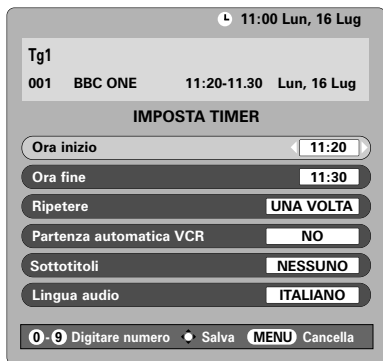 11:00 Lun, 16 Lug
Tg1
001 BBC ONE 11:20-11.30 Lun, 16 Lug
IMPOSTA TIMER
Ora inizio 11:20
Ora fine 11:30
Ripetere UNA VOLTA
Partenza automatica VCR NO
Sottotitoli NESSUNO
Lingua audio ITALIANO
0-9 Digitare numero Salva MENU Cancella